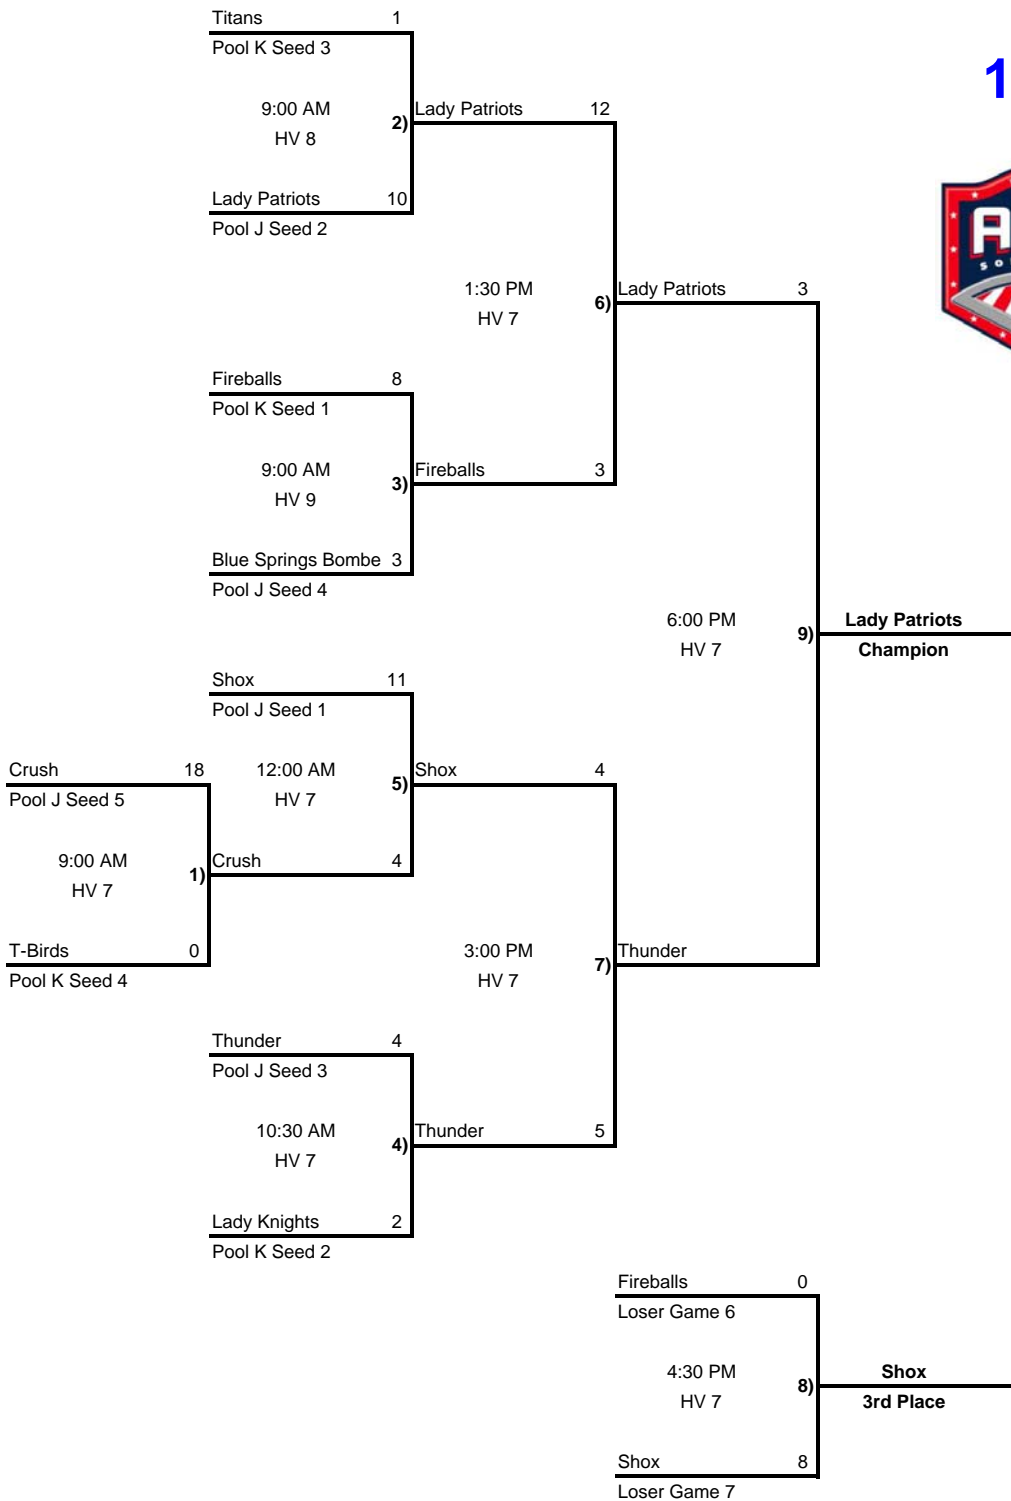 Titans 1
Pool K Seed 3
1
9:00 AM
2) Lady Patriots 12
HV 8
Lady Patriots 10
Pool J Seed 2
1:30 PM
6) Lady Patriots 3
HV 7
Fireballs 8
Pool K Seed 1
9:00 AM
3) Fireballs 3
HV 9
Blue Springs Bombe 3
Pool J Seed 4
6:00 PM
9) Lady Patriots
HV 7
Champion
Shox 11
Pool J Seed 1
Crush 18
12:00 AM
5) Shox 4
Pool J Seed 5
HV 7
9:00 AM
1) Crush 4
HV 7
T-Birds 0
Pool K Seed 4
3:00 PM
7) Thunder
HV 7
Thunder 4
Pool J Seed 3
10:30 AM
4) Thunder 5
HV 7
Lady Knights 2
Pool K Seed 2
Fireballs 0
Loser Game 6
4:30 PM
8) Shox
HV 7
3rd Place
Shox 8
Loser Game 7